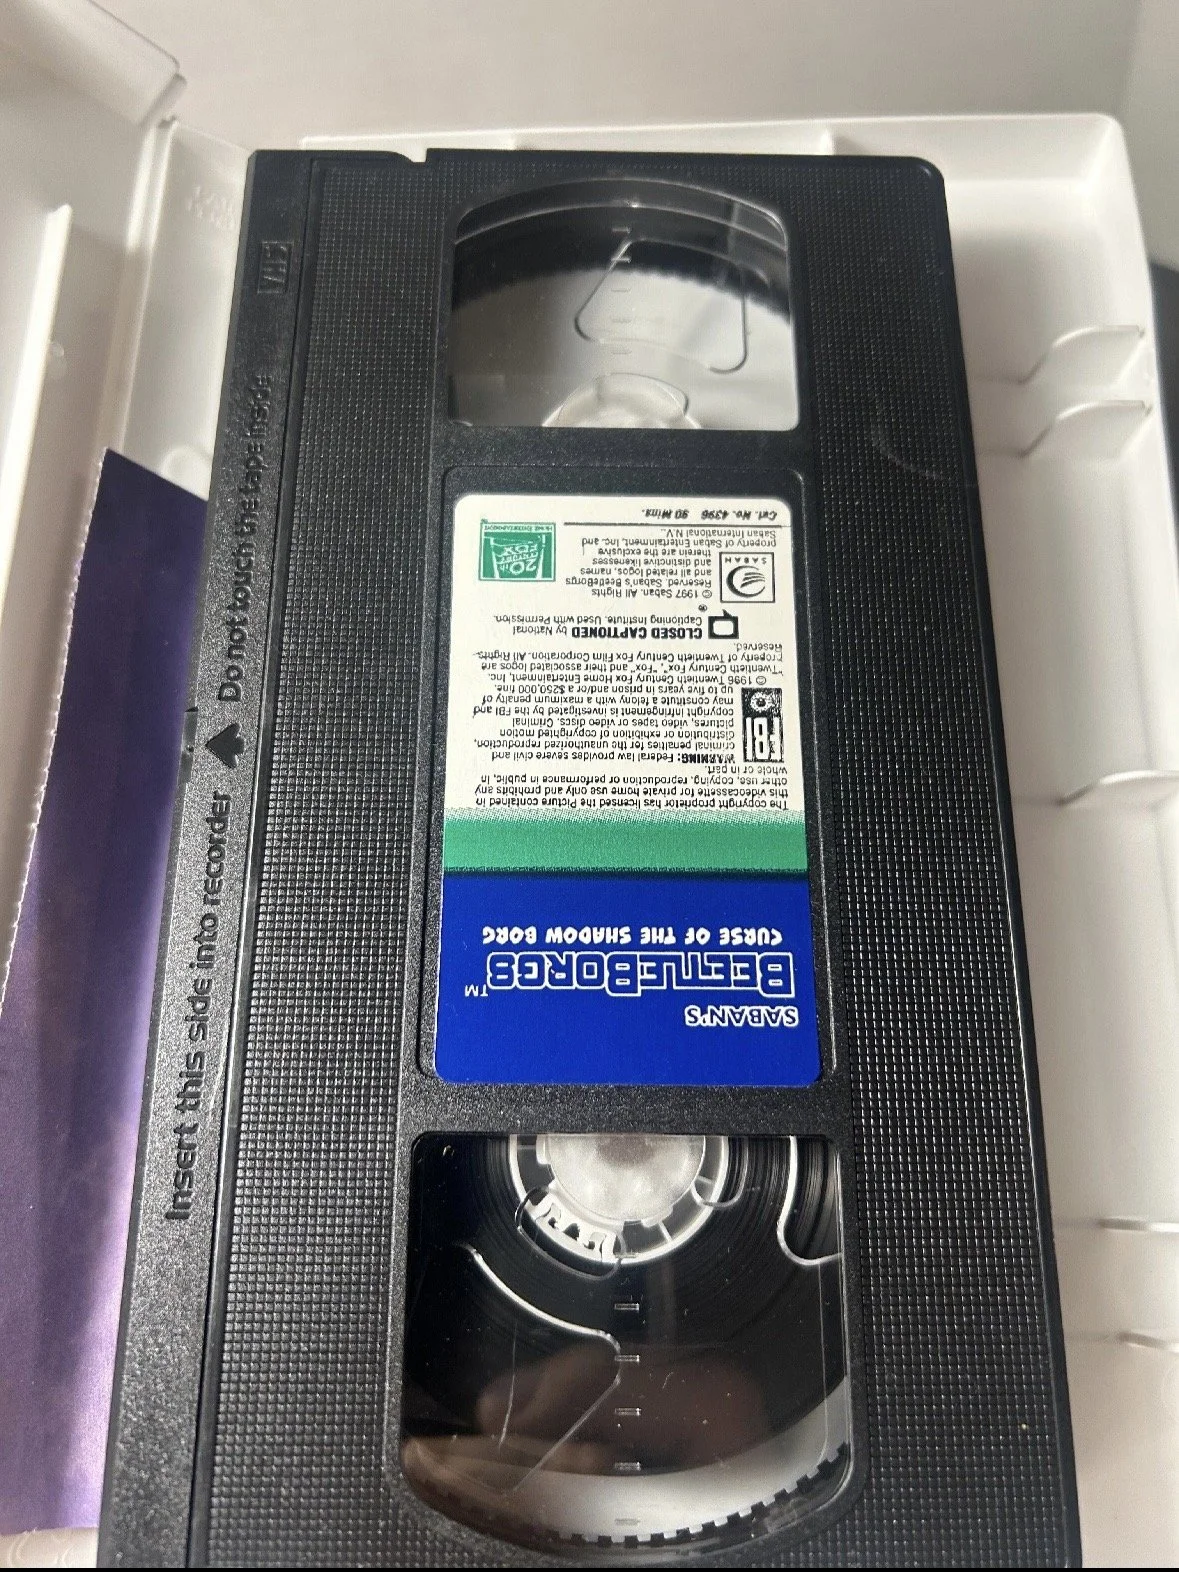 SABAN'S
BEETLEBORGS™
CURSE OF THE SHADOW BORG
The copyright proprietor has licensed the Picture contained in
this videocassette for private home use only and prohibits any
other use, copying, reproduction or performance in public, in
whole or in part.
FBI
WARNING: Federal law provides severe civil and
criminal penalties for the unauthorized reproduction,
distribution or exhibition of copyrighted motion
pictures, video tapes or video discs. Criminal
copyright infringement is investigated by the FBI and
may constitute a felony with a maximum penalty of
up to five years in prison and/or a $250,000 fine.
© 1996 Twentieth Century Fox Home Entertainment, Inc.
"Twentieth Century Fox", "Fox" and their associated logos are
property of Twentieth Century Fox Film Corporation. All Rights
Reserved.
CLOSED CAPTIONED by National
Captioning Institute. Used with Permission.
®
SABAN
© 1997 Saban. All Rights
Reserved. Saban's BeetleBorgs
and all related logos, names
and distinctive likenesses
therein are the exclusive
property of Saban Entertainment, Inc. and
Saban International N.V..
20th
CENTURY
FOX
HOME ENTERTAINMENT
™
Cat. No. 4396 90 Mins.
Insert this side into recorder
Do not touch the tape inside
VHS